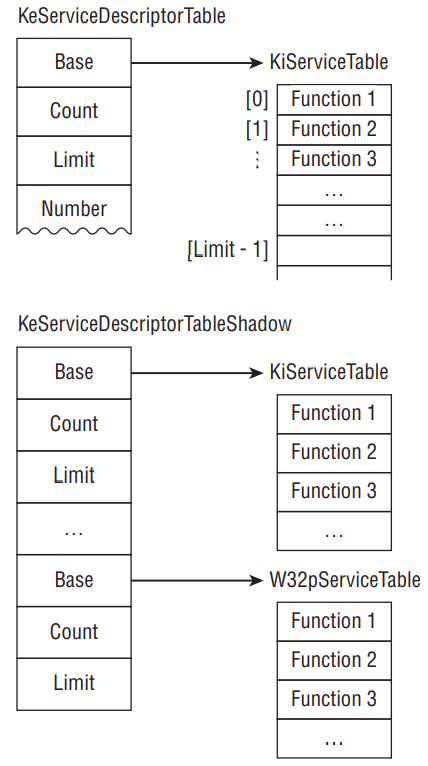 KeServiceDescriptorTable
Base
KiServiceTable
Count
[0]
Function 1
[1]
Function 2
Limit
⋮
Function 3
...
Number
...
[Limit - 1]
KeServiceDescriptorTableShadow
Base
KiServiceTable
Count
Function 1
Function 2
Limit
Function 3
...
...
Base
W32pServiceTable
Count
Function 1
Function 2
Limit
Function 3
...